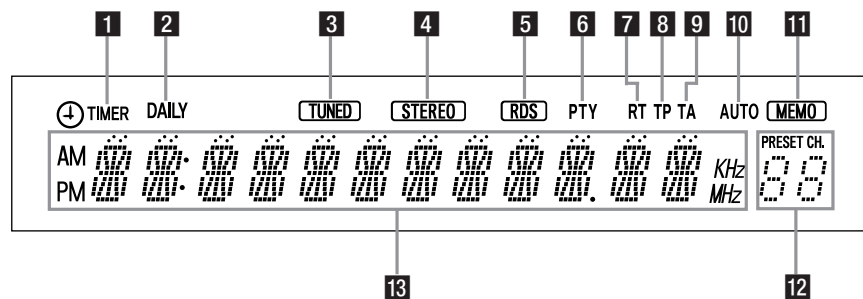 1 2 3 4 5 6 7 8 9 10 11
TIMER DAILY TUNED STEREO RDS PTY RT TP TA AUTO MEMO
PRESET CH.
AM KHz
PM MHz
88
13 12